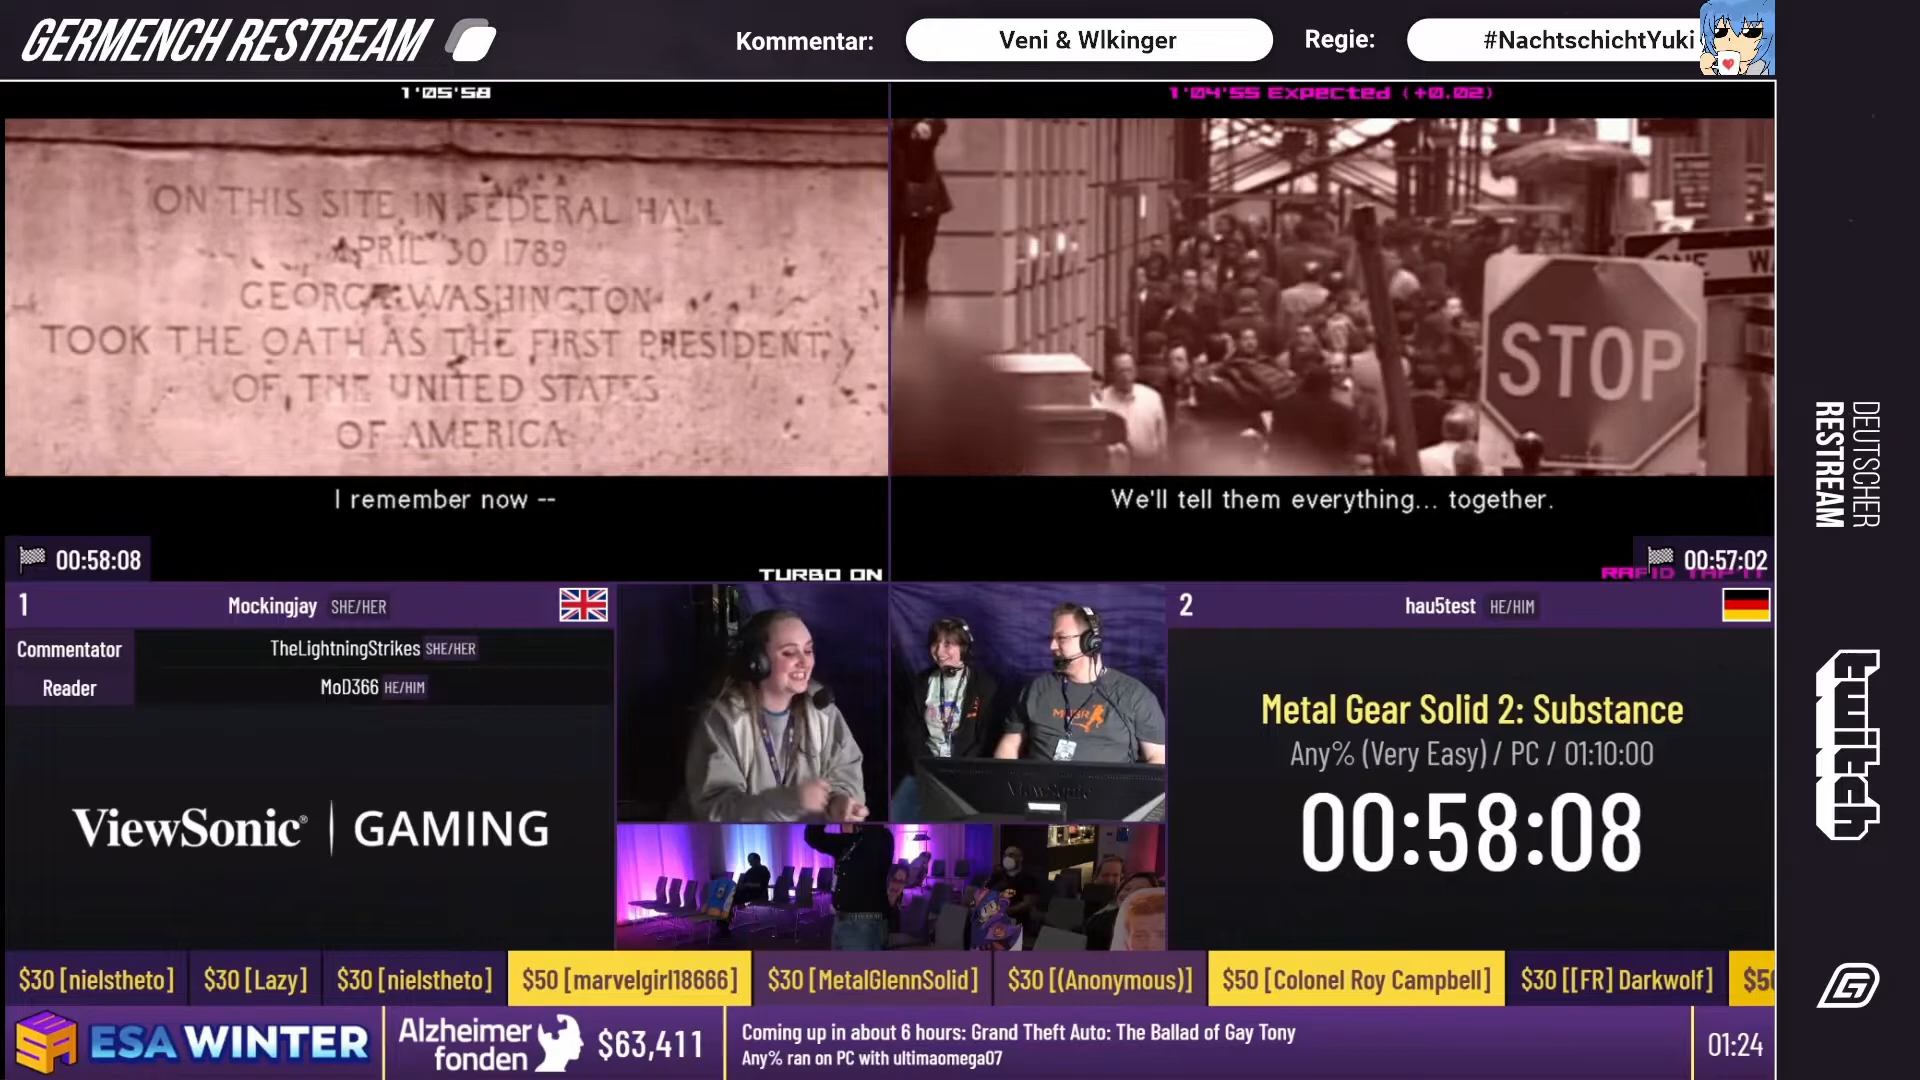 GERMENCH RESTREAM
Kommentar:
Veni & Wlkinger
Regie:
#NachtschichtYuki
1'05'58
1'04'55 Expected (+0.02)
ON THIS SITE IN FEDERAL HALL
APRIL 30 1789
GEORGE WASHINGTON
TOOK THE OATH AS THE FIRST PRESIDENT
OF THE UNITED STATES
OF AMERICA
STOP
I remember now --
We'll tell them everything... together.
00:58:08
TURBO ON
00:57:02
1
Mockingjay SHE/HER
2
hau5test HE/HIM
Commentator
TheLightningStrikes SHE/HER
Reader
MoD366 HE/HIM
ViewSonic® | GAMING
ViewSonic
Metal Gear Solid 2: Substance
Any% (Very Easy) / PC / 01:10:00
00:58:08
DEUTSCHER
RESTREAM
twitch
$30 [nielstheto]
$30 [Lazy]
$30 [nielstheto]
$50 [marvelgirl18666]
$30 [MetalGlennSolid]
$30 [(Anonymous)]
$50 [Colonel Roy Campbell]
$30 [[FR] Darkwolf]
ESA WINTER
Alzheimer
fonden
$63,411
Coming up in about 6 hours: Grand Theft Auto: The Ballad of Gay Tony
Any% ran on PC with ultimaomega07
01:24